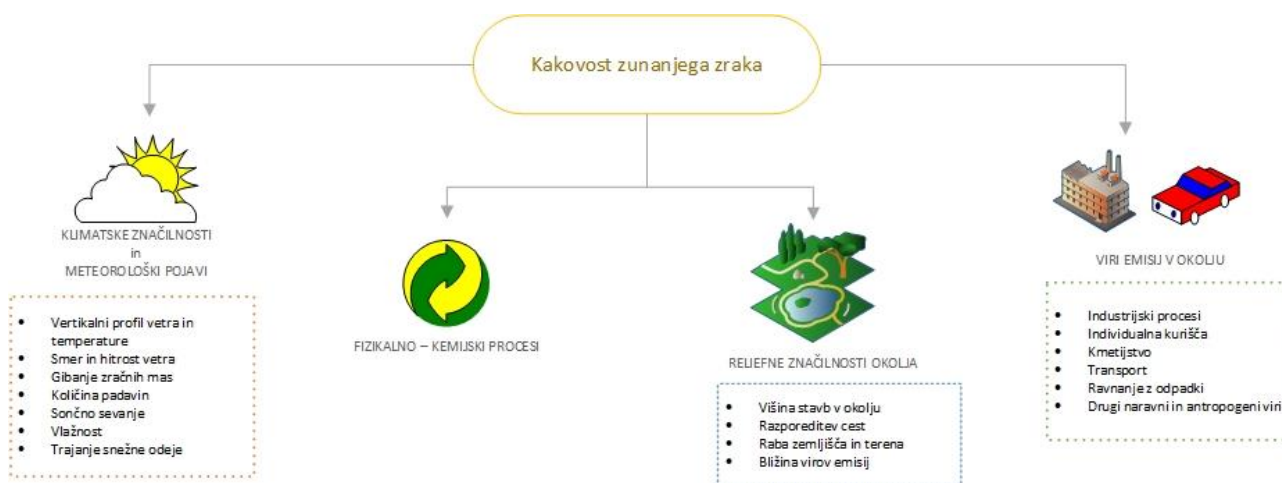 Kakovost zunanjega zraka
KLIMATSKE ZNAČILNOSTI
in
METEOROLOŠKI POJAVI
• Vertikalni profil vetra in
temperature
• Smer in hitrost vetra
• Gibanje zračnih mas
• Količina padavin
• Sončno sevanje
• Vlažnost
• Trajanje snežne odeje
FIZIKALNO – KEMIJSKI PROCESI
RELIEFNE ZNAČILNOSTI OKOLJA
• Višina stavb v okolju
• Razporeditev cest
• Raba zemljišča in terena
• Bližina virov emisij
VIRI EMISIJ V OKOLJU
• Industrijski procesi
• Individualna kurišča
• Kmetijstvo
• Transport
• Ravnanje z odpadki
• Drugi naravni in antropogeni viri